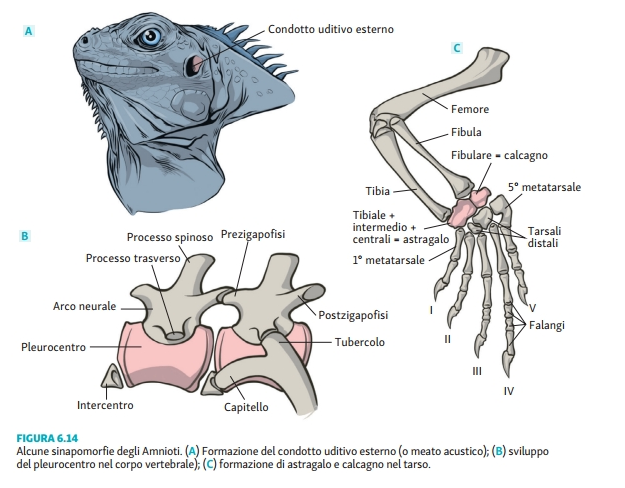 A
Condotto uditivo esterno
B
Processo spinoso
Prezigapofisi
Processo trasverso
Arco neurale
Postzigapofisi
Pleurocentro
Tubercolo
Intercentro
Capitello
C
Femore
Fibula
Fibulare = calcagno
Tibia
5° metatarsale
Tibiale +
intermedio +
centrali = astragalo
Tarsali
distali
1° metatarsale
I
II
III
IV
V
Falangi
FIGURA 6.14
Alcune sinapomorfie degli Amnioti. (A) Formazione del condotto uditivo esterno (o meato acustico); (B) sviluppo
del pleurocentro nel corpo vertebrale); (C) formazione di astragalo e calcagno nel tarso.